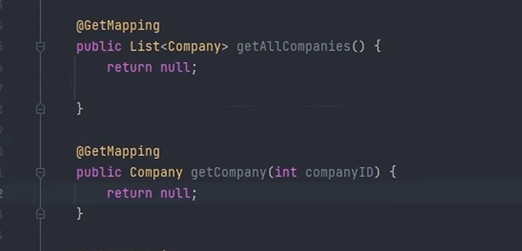 @GetMapping
public List<Company> getAllCompanies() {
return null;
}
@GetMapping
public Company getCompany(int companyID) {
return null;
}